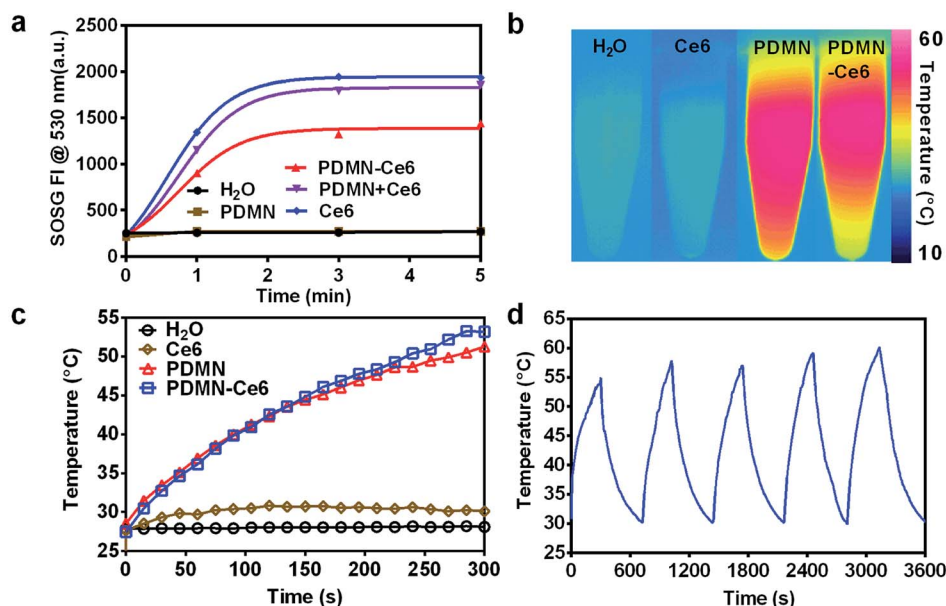 a
2500
2000
1500
1000
500
0
SOSG FI @ 530 nm(a.u.)
PDMN-Ce6
H₂O
PDMN+Ce6
PDMN
Ce6
0 1 2 3 4 5
Time (min)
b
H₂O Ce6 PDMN PDMN
-Ce6
60
Temperature (°C)
10
c
55
50
45
40
35
30
25
Temperature (°C)
H₂O
Ce6
PDMN
PDMN-Ce6
0 50 100 150 200 250 300
Time (s)
d
65
60
55
50
45
40
35
30
25
Temperature (°C)
0 600 1200 1800 2400 3000 3600
Time (s)